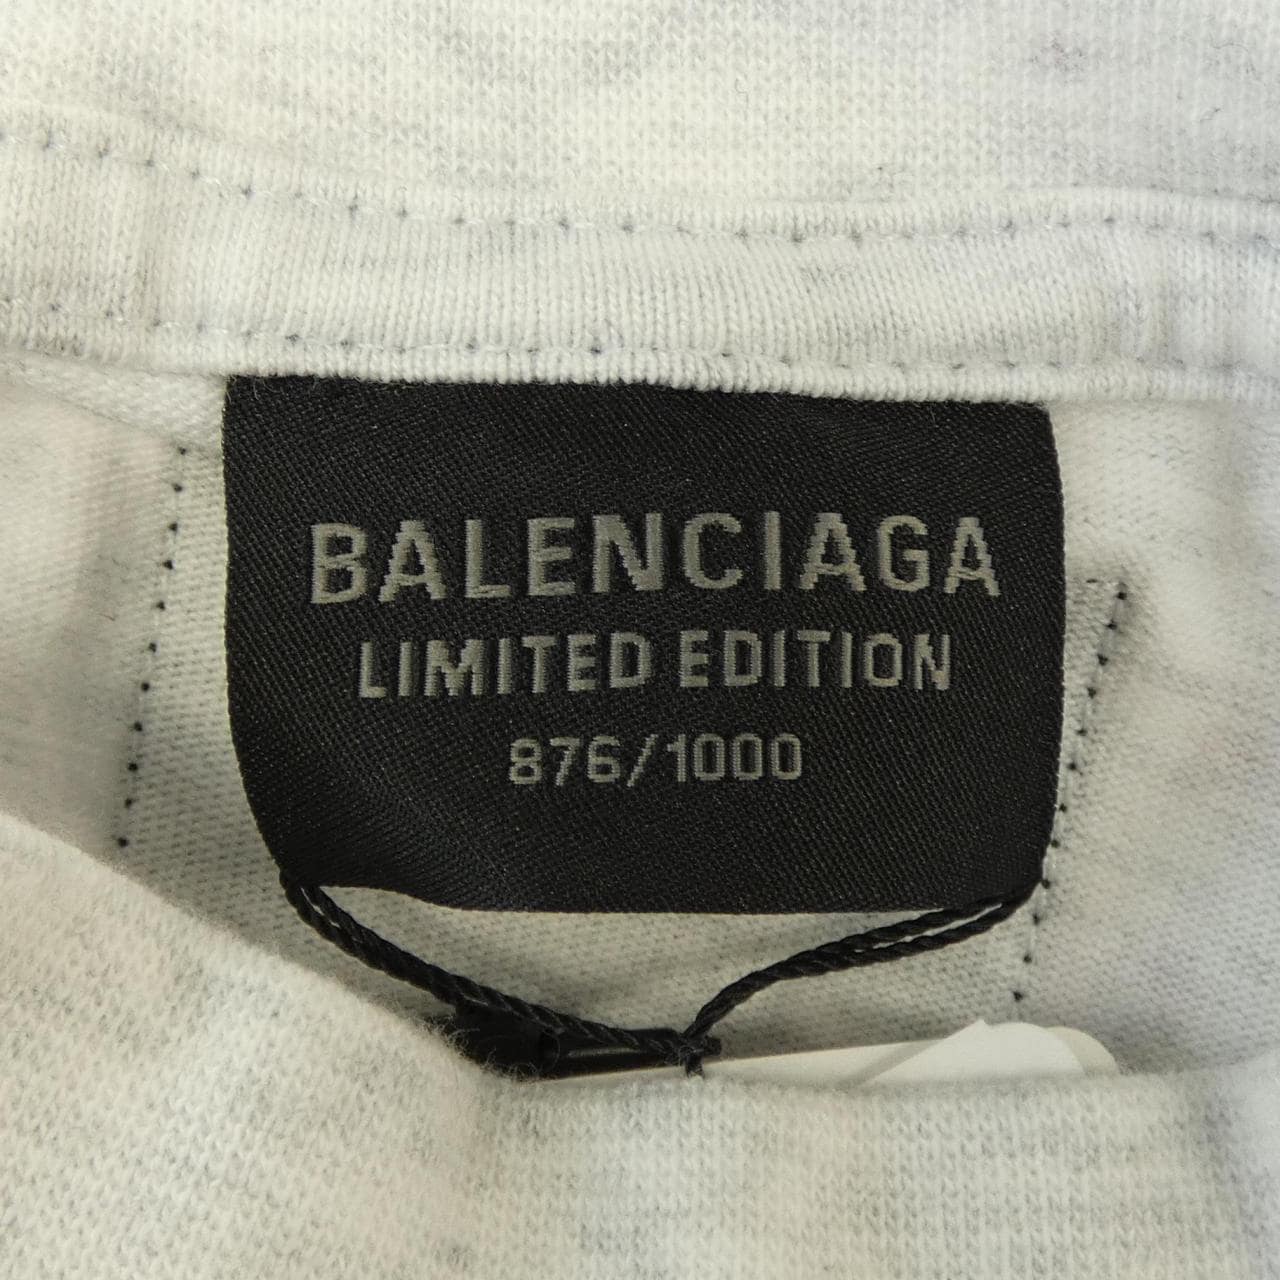 BALENCIAGA
LIMITED EDITION
876/1000